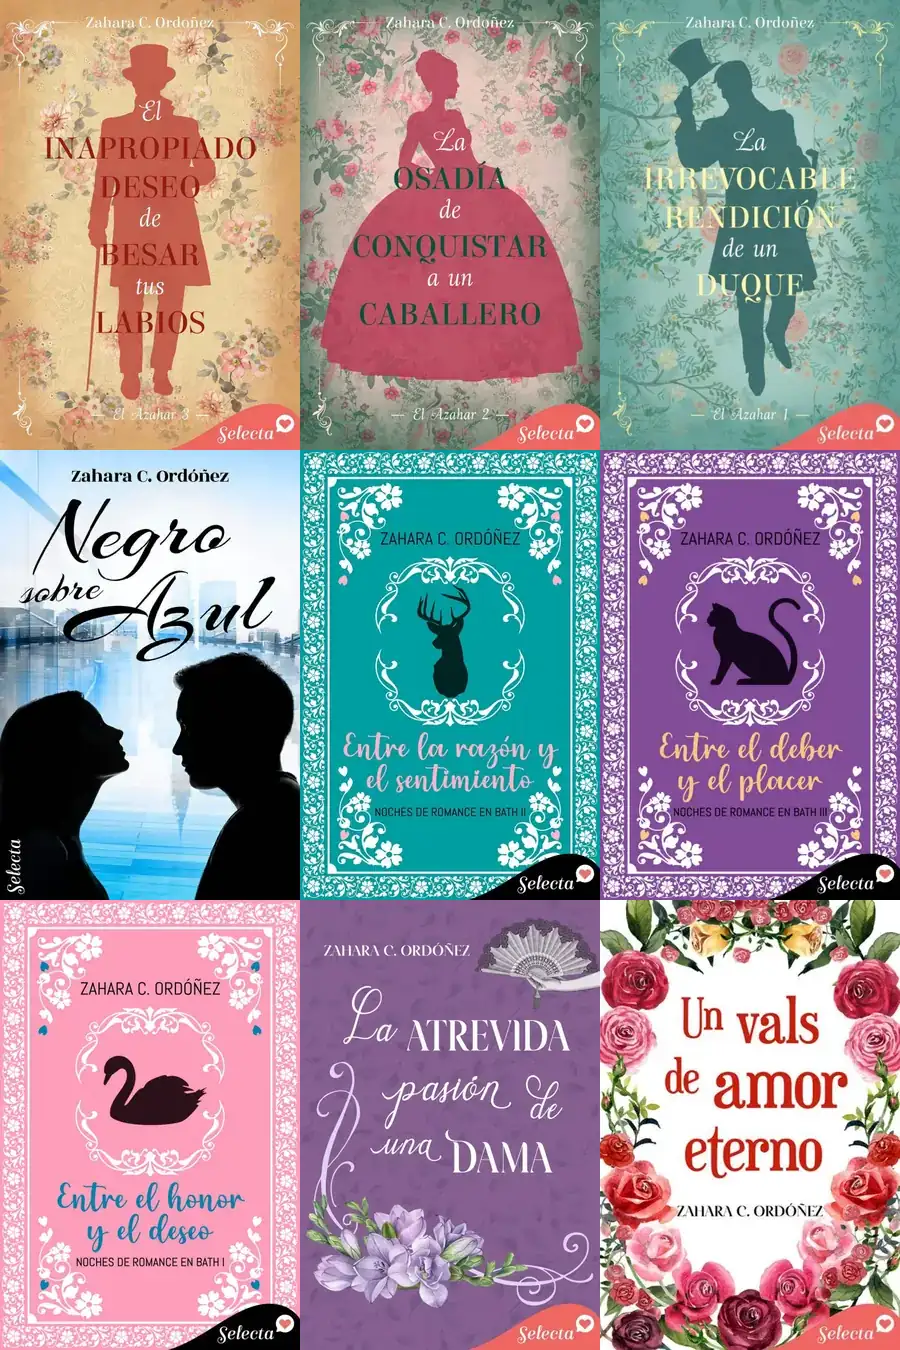 Zahara C. Ordóñez
El
INAPROPIADO
DESEO
de
BESAR
tus
LABIOS
El Azahar 3
Selecta
Zahara C. Ordóñez
La
OSADÍA
de
CONQUISTAR
a un
CABALLERO
El Azahar 2
Selecta
Zahara C. Ordóñez
La
IRREVOCABLE
RENDICIÓN
de un
DUQUE
El Azahar 1
Selecta
Zahara C. Ordóñez
Negro
sobre
Azul
Selecta
ZAHARA C. ORDÓÑEZ
Entre la razón y
el sentimiento
NOCHES DE ROMANCE EN BATH II
Selecta
ZAHARA C. ORDÓÑEZ
Entre el deber
y el placer
NOCHES DE ROMANCE EN BATH III
Selecta
ZAHARA C. ORDÓÑEZ
Entre el honor
y el deseo
NOCHES DE ROMANCE EN BATH I
Selecta
ZAHARA C. ORDÓÑEZ
La ATREVIDA
pasión de
una DAMA
Selecta
Un vals
de amor
eterno
ZAHARA C. ORDÓÑEZ
Selecta